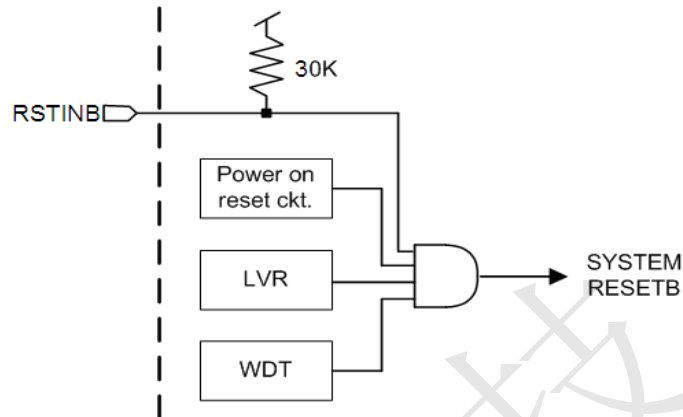 30K
RSTINB
Power on
reset ckt.
LVR
SYSTEM
RESETB
WDT